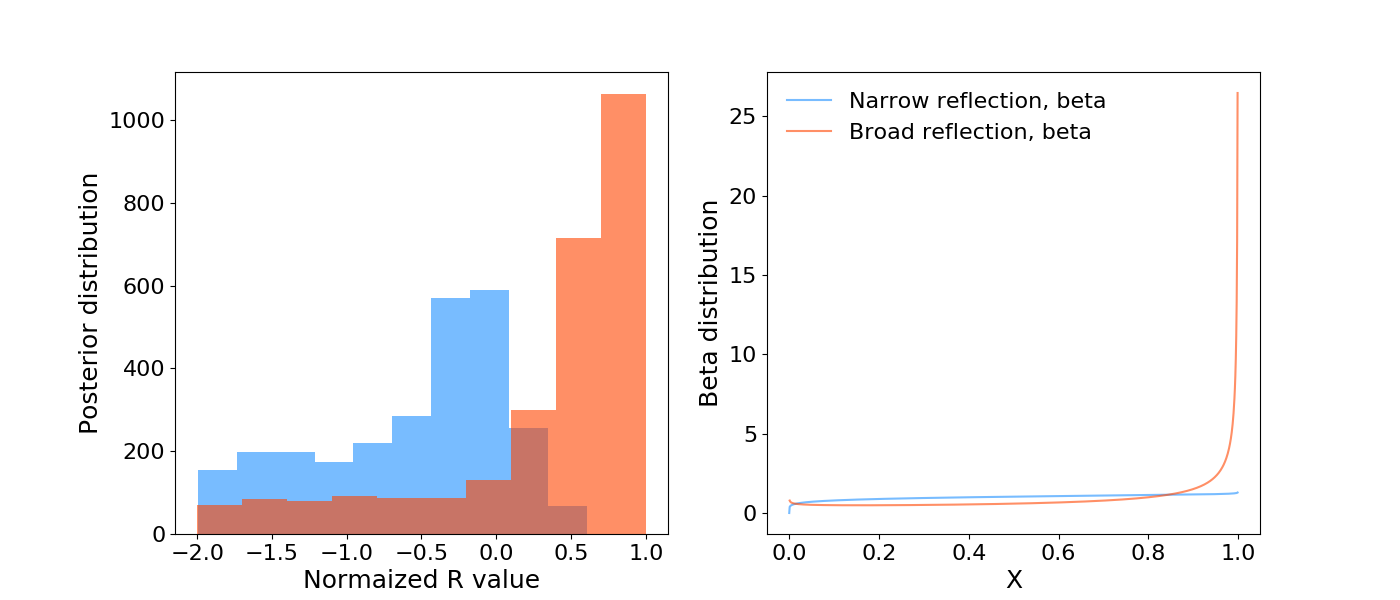 Posterior distribution
1000
800
600
400
200
0
−2.0 −1.5 −1.0 −0.5 0.0 0.5 1.0
Normaized R value
Beta distribution
25
20
15
10
5
0
0.0 0.2 0.4 0.6 0.8 1.0
X
Narrow reflection, beta
Broad reflection, beta